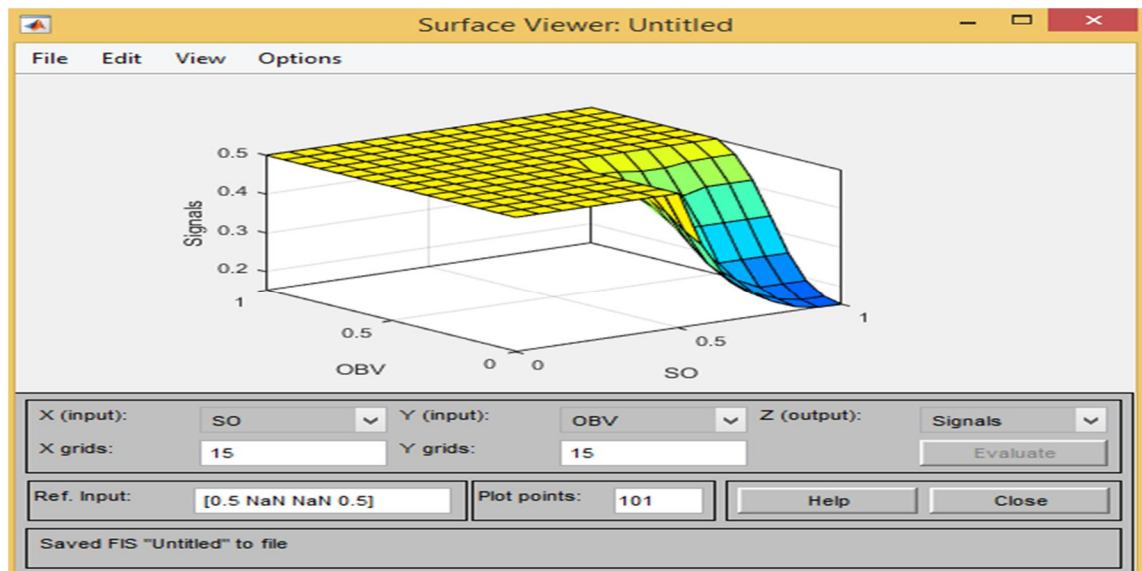 Surface Viewer: Untitled
File Edit View Options
0.5
0.4
0.3
0.2
Signals
1
0.5
0
OBV
0
0.5
1
SO
X (input): SO Y (input): OBV Z (output): Signals
X grids: 15 Y grids: 15 Evaluate
Ref. Input: [0.5 NaN NaN 0.5] Plot points: 101 Help Close
Saved FIS "Untitled" to file